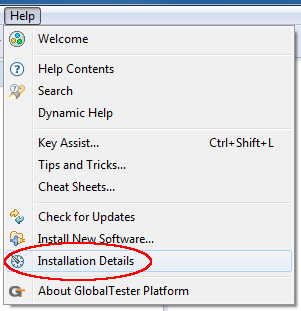 Help
Welcome
Help Contents
Search
Dynamic Help
Key Assist... Ctrl+Shift+L
Tips and Tricks...
Cheat Sheets...
Check for Updates
Install New Software...
Installation Details
About GlobalTester Platform